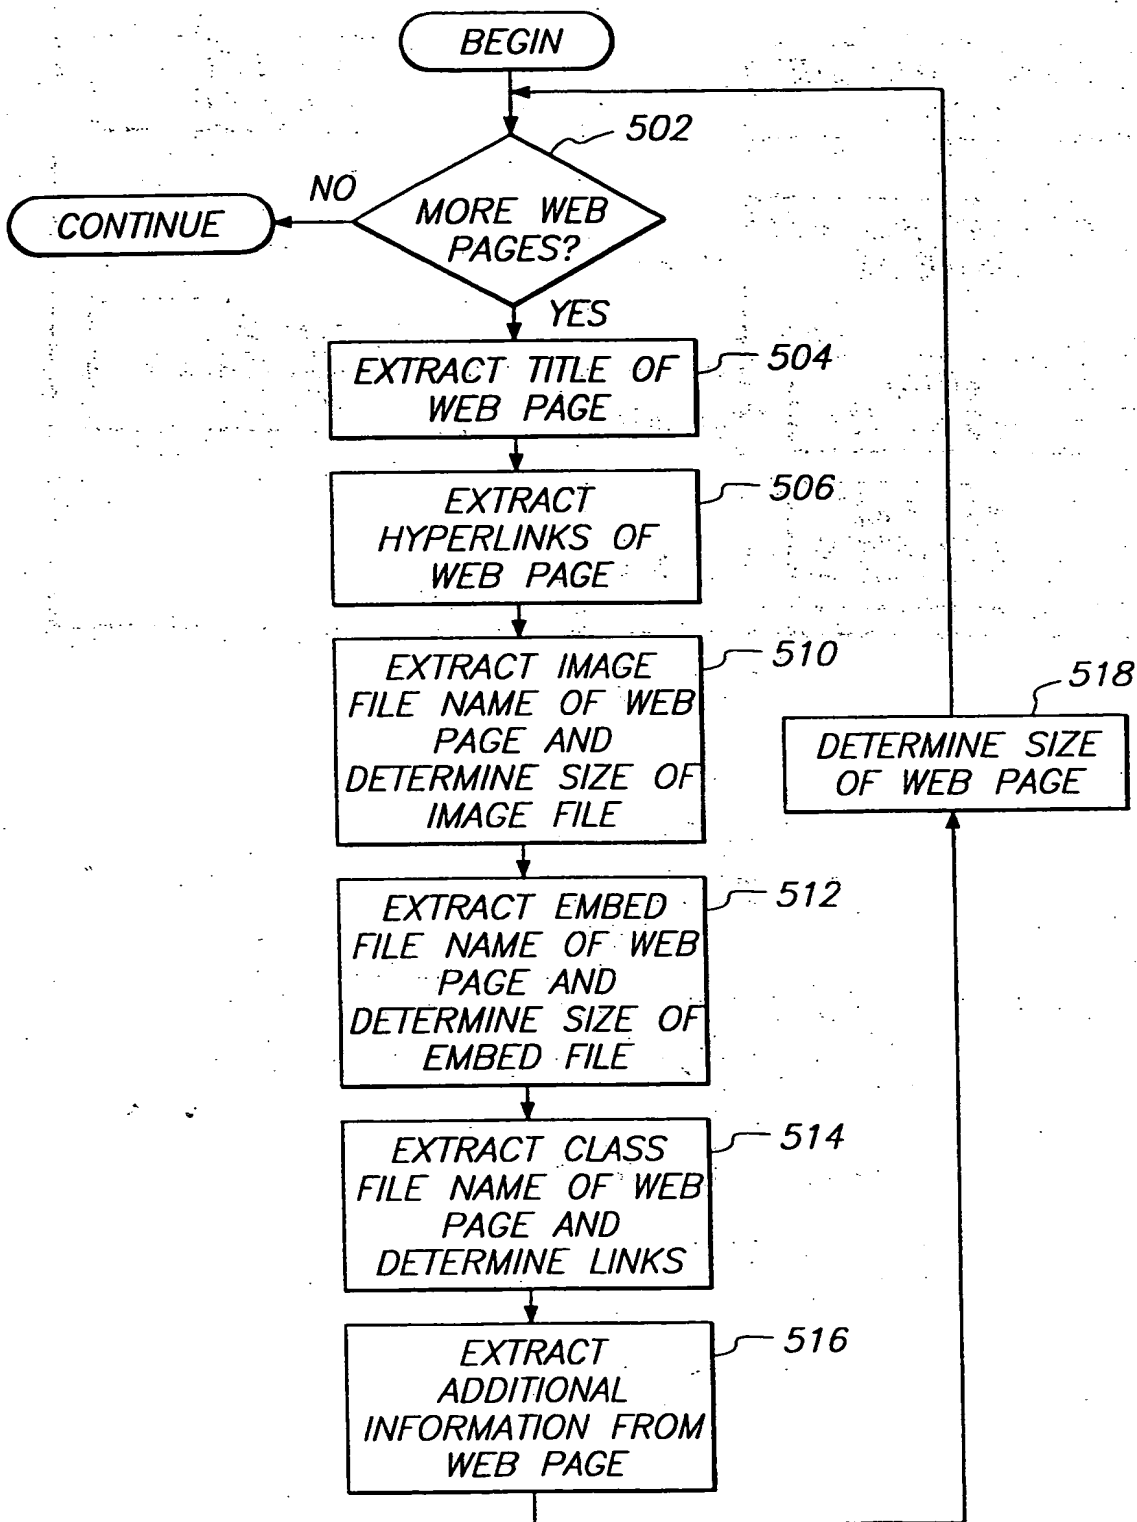 BEGIN
502
NO
CONTINUE
MORE WEB
PAGES?
YES
504
EXTRACT TITLE OF
WEB PAGE
506
EXTRACT
HYPERLINKS OF
WEB PAGE
510
EXTRACT IMAGE
FILE NAME OF WEB
PAGE AND
DETERMINE SIZE OF
IMAGE FILE
518
DETERMINE SIZE
OF WEB PAGE
512
EXTRACT EMBED
FILE NAME OF WEB
PAGE AND
DETERMINE SIZE OF
EMBED FILE
514
EXTRACT CLASS
FILE NAME OF WEB
PAGE AND
DETERMINE LINKS
516
EXTRACT
ADDITIONAL
INFORMATION FROM
WEB PAGE